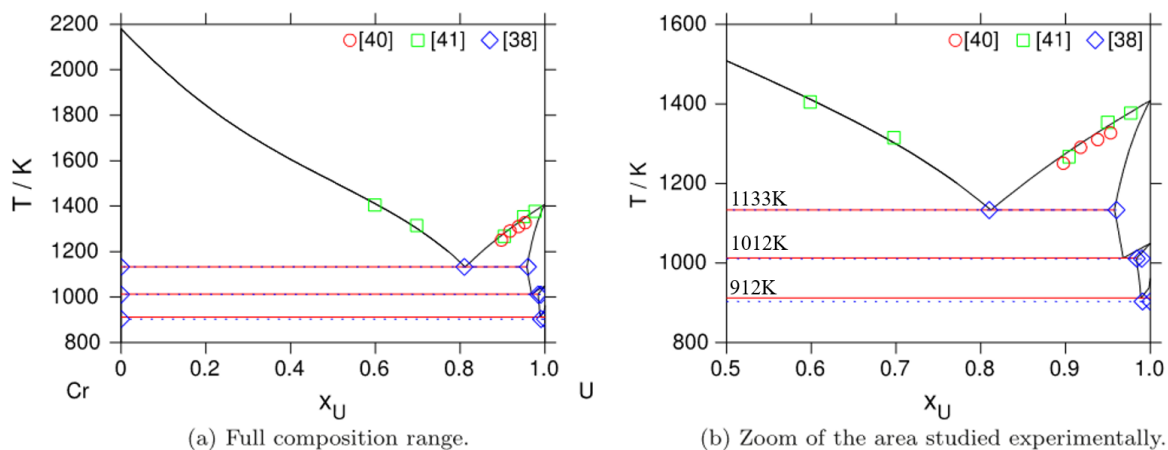 2200
2000
1800
1600
1400
1200
1000
800
T / K
[40] [41] [38]
0 0.2 0.4 0.6 0.8 1.0
Cr x_U U
(a) Full composition range.
1600
1400
1200
1000
800
T / K
[40] [41] [38]
1133K
1012K
912K
0.5 0.6 0.7 0.8 0.9 1.0
x_U
(b) Zoom of the area studied experimentally.